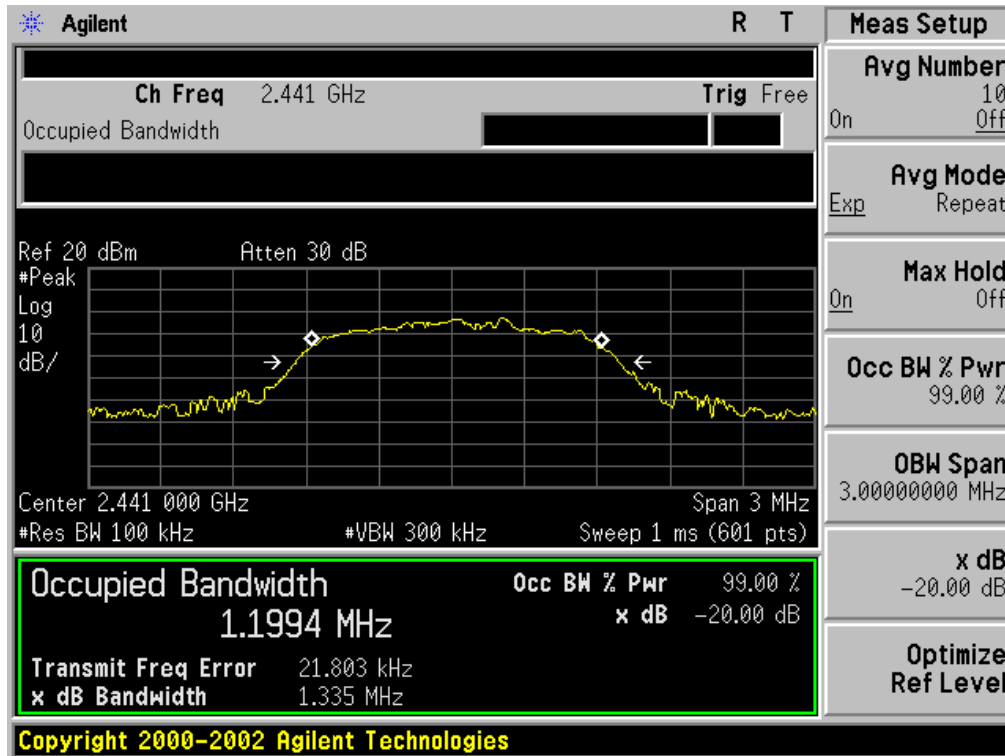 Agilent R T
Ch Freq 2.441 GHz Trig Free
Occupied Bandwidth
Ref 20 dBm Atten 30 dB
#Peak
Log
10
dB/
Center 2.441 000 GHz Span 3 MHz
#Res BW 100 kHz #VBW 300 kHz Sweep 1 ms (601 pts)
Occupied Bandwidth
1.1994 MHz
Occ BW % Pwr 99.00 %
x dB -20.00 dB
Transmit Freq Error 21.803 kHz
x dB Bandwidth 1.335 MHz
Copyright 2000-2002 Agilent Technologies
Meas Setup
Avg Number
10
On Off
Avg Mode
Exp Repeat
Max Hold
On Off
Occ BW % Pwr
99.00 %
OBW Span
3.00000000 MHz
x dB
-20.00 dB
Optimize
Ref Level